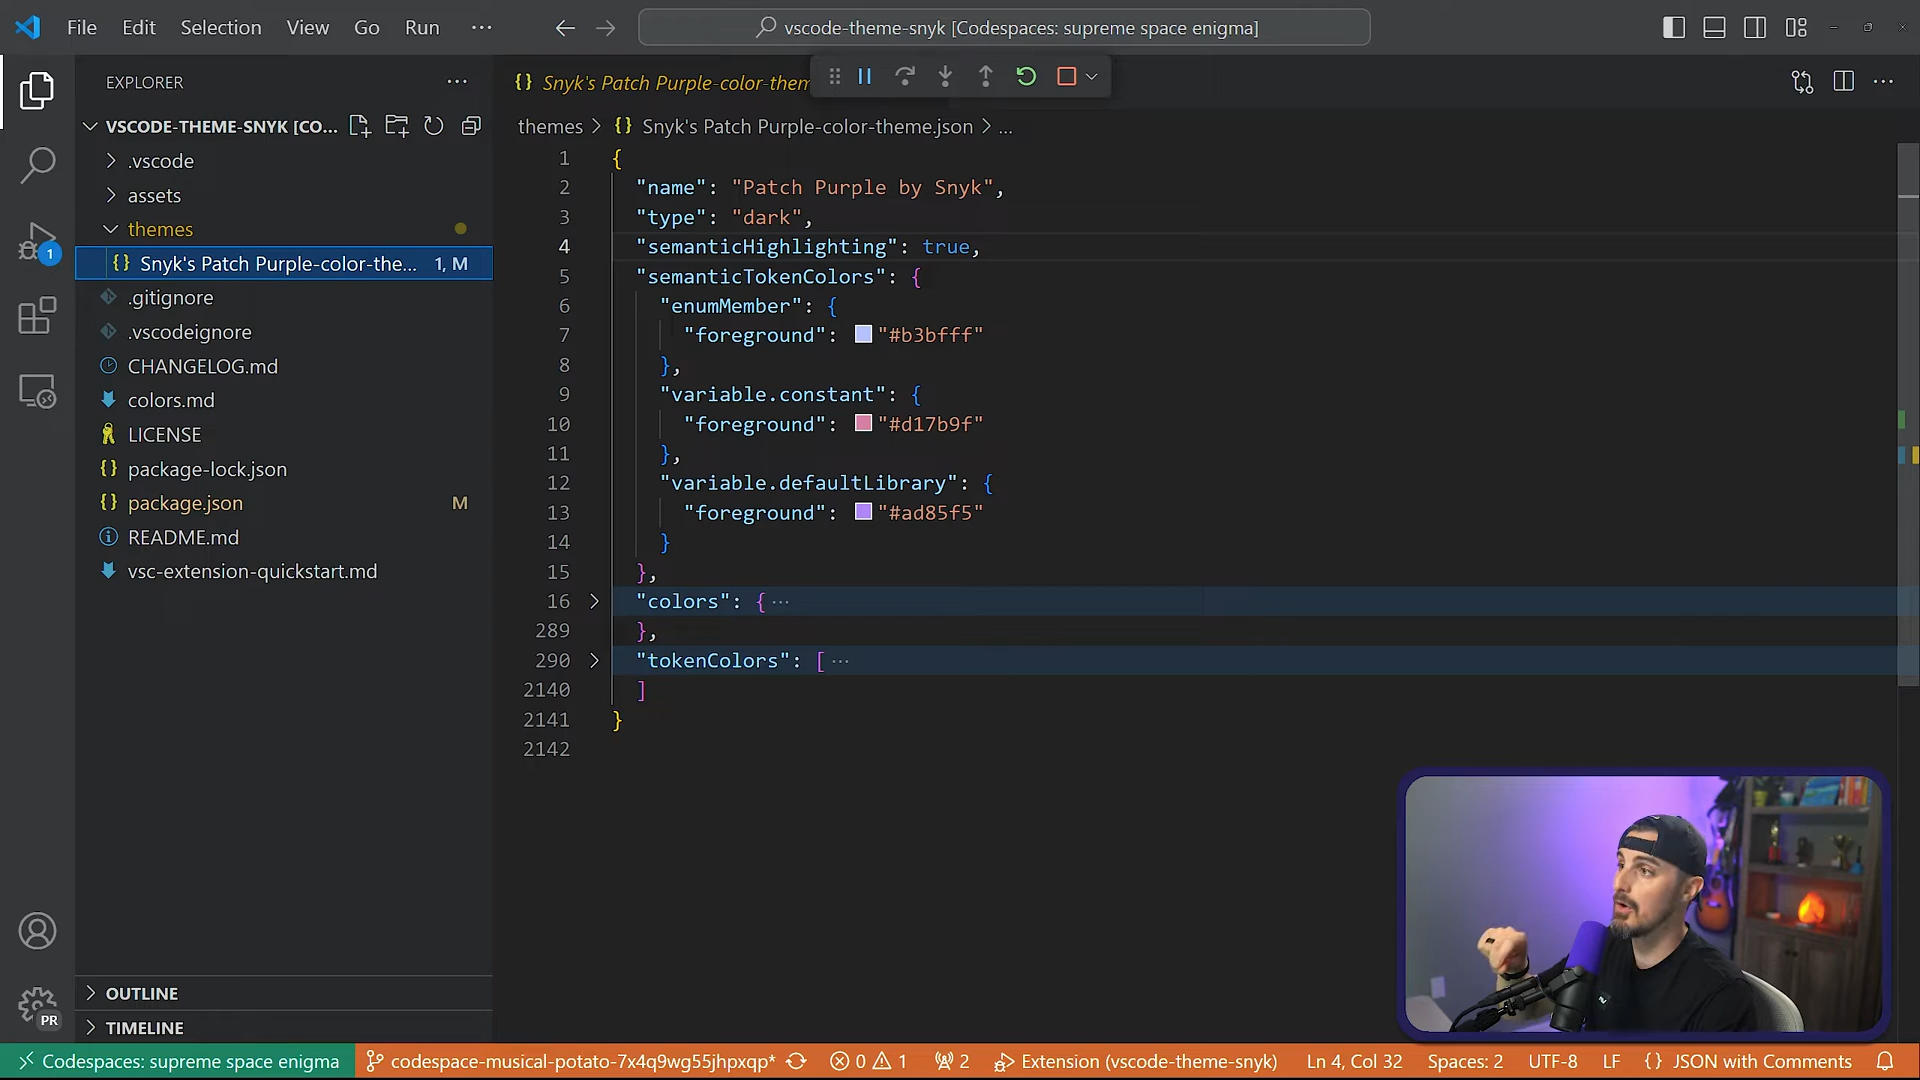 File Edit Selection View Go Run ···
vscode-theme-snyk [Codespaces: supreme space enigma]
EXPLORER
VSCODE-THEME-SNYK [CO...
.vscode
assets
themes
{} Snyk's Patch Purple-color-the... 1, M
.gitignore
.vscodeignore
CHANGELOG.md
colors.md
LICENSE
{} package-lock.json
{} package.json M
README.md
vsc-extension-quickstart.md
OUTLINE
TIMELINE
1
PR
{} Snyk's Patch Purple-color-them
themes > {} Snyk's Patch Purple-color-theme.json > ...
1 {
2 "name": "Patch Purple by Snyk",
3 "type": "dark",
4 "semanticHighlighting": true,
5 "semanticTokenColors": {
6 "enumMember": {
7 "foreground": "#b3bfff"
8 },
9 "variable.constant": {
10 "foreground": "#d17b9f"
11 },
12 "variable.defaultLibrary": {
13 "foreground": "#ad85f5"
14 }
15 },
16 "colors": { ···
289 },
290 "tokenColors": [ ···
2140 ]
2141 }
2142
Codespaces: supreme space enigma codespace-musical-potato-7x4q9wg55jhpxqp* 0 1 2 Extension (vscode-theme-snyk) Ln 4, Col 32 Spaces: 2 UTF-8 LF {} JSON with Comments